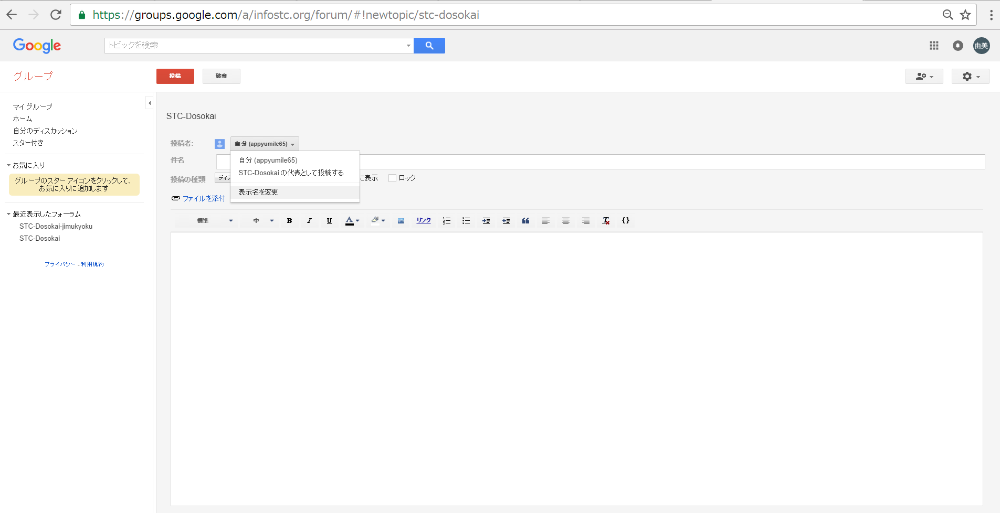 https://groups.google.com/a/infostc.org/forum/#!newtopic/stc-dosokai
Google
トピックを検索
由美
グループ
投稿
破棄
マイグループ
ホーム
自分のディスカッション
スター付き
お気に入り
グループのスター アイコンをクリックして、
お気に入りに追加します
最近表示したフォーラム
STC-Dosokai-jimukyoku
STC-Dosokai
プライバシー - 利用規約
STC-Dosokai
投稿者:
自分 (appyumile65)
自分 (appyumile65)
STC-Dosokai の代表として投稿する
表示名を変更
件名
投稿の種類
ディス
に表示
ロック
ファイルを添付
標準
中
B
I
U
A
リンク
{}